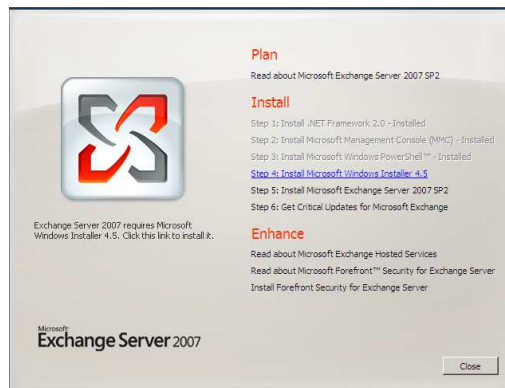 Plan
Read about Microsoft Exchange Server 2007 SP2
Install
Step 1: Install .NET Framework 2.0 - Installed
Step 2: Install Microsoft Management Console (MMC) - Installed
Step 3: Install Microsoft Windows PowerShell™ - Installed
Step 4: Install Microsoft Windows Installer 4.5
Step 5: Install Microsoft Exchange Server 2007 SP2
Step 6: Get Critical Updates for Microsoft Exchange
Exchange Server 2007 requires Microsoft
Windows Installer 4.5. Click this link to install it.
Enhance
Read about Microsoft Exchange Hosted Services
Read about Microsoft Forefront™ Security for Exchange Server
Install Forefront Security for Exchange Server
Microsoft
Exchange Server 2007
Close